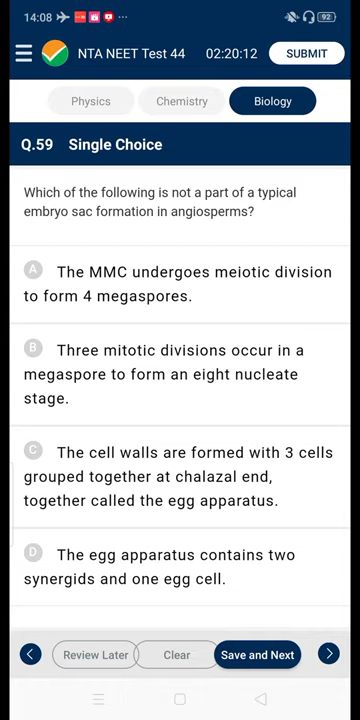 14:08 ... 92
NTA NEET Test 44 02:20:12 SUBMIT
Physics Chemistry Biology
Q.59 Single Choice
Which of the following is not a part of a typical
embryo sac formation in angiosperms?
A The MMC undergoes meiotic division
to form 4 megaspores.
B Three mitotic divisions occur in a
megaspore to form an eight nucleate
stage.
C The cell walls are formed with 3 cells
grouped together at chalazal end,
together called the egg apparatus.
D The egg apparatus contains two
synergids and one egg cell.
Review Later Clear Save and Next